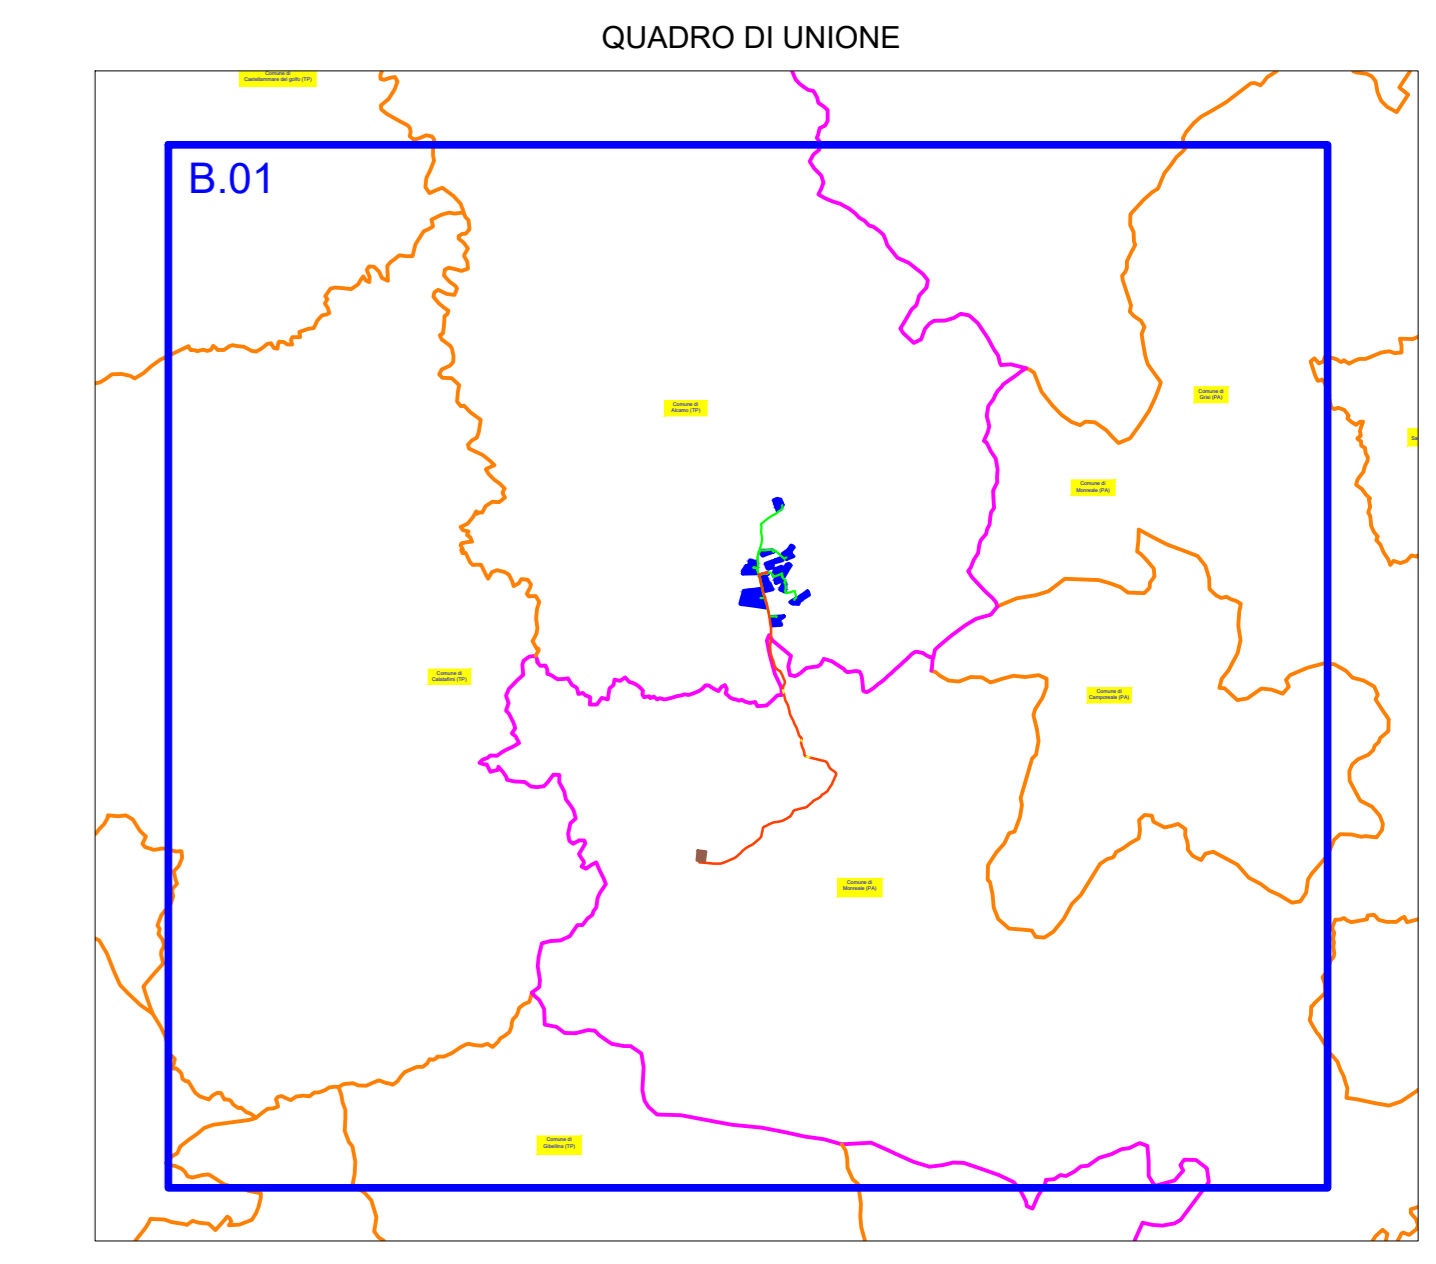 QUADRO DI UNIONE
Comune di
Castellammare del golfo (TP)
B.01
Comune di
Grisi (PA)
Comune di
Alcamo (TP)
Comune di
Monreale (PA)
Comune di
Calatafimi (TP)
Comune di
Camporeale (PA)
Comune di
Monreale (PA)
Comune di
Gibellina (TP)